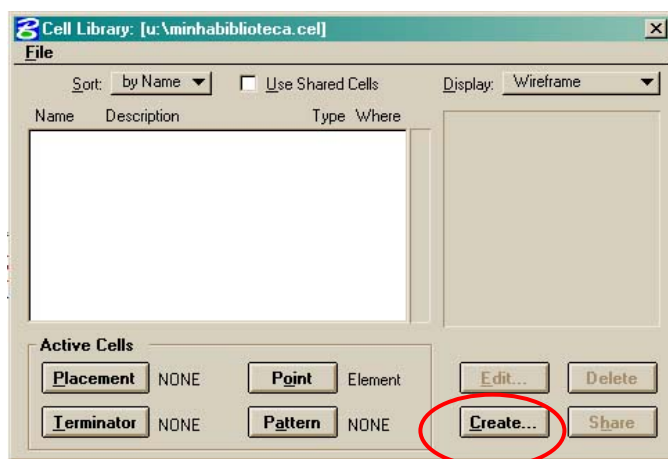 Cell Library: [u:\minhabiblioteca.cel]
File
Sort: by Name Use Shared Cells Display: Wireframe
Name Description Type Where
Active Cells
Placement NONE Point Element Edit... Delete
Terminator NONE Pattern NONE Create... Share